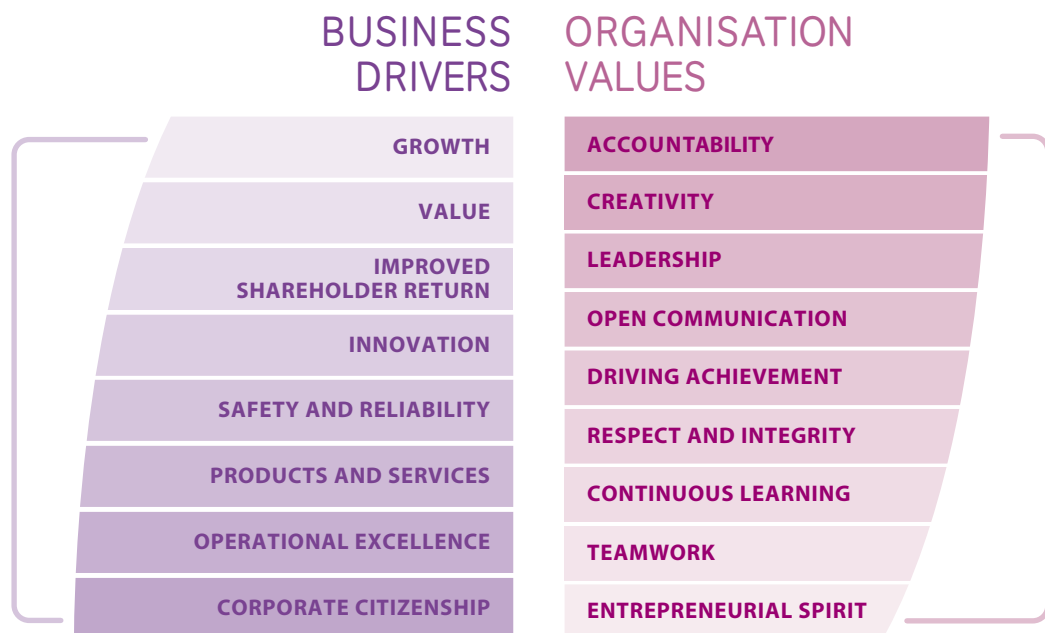 BUSINESS
DRIVERS
GROWTH
VALUE
IMPROVED
SHAREHOLDER RETURN
INNOVATION
SAFETY AND RELIABILITY
PRODUCTS AND SERVICES
OPERATIONAL EXCELLENCE
CORPORATE CITIZENSHIP
ORGANISATION
VALUES
ACCOUNTABILITY
CREATIVITY
LEADERSHIP
OPEN COMMUNICATION
DRIVING ACHIEVEMENT
RESPECT AND INTEGRITY
CONTINUOUS LEARNING
TEAMWORK
ENTREPRENEURIAL SPIRIT